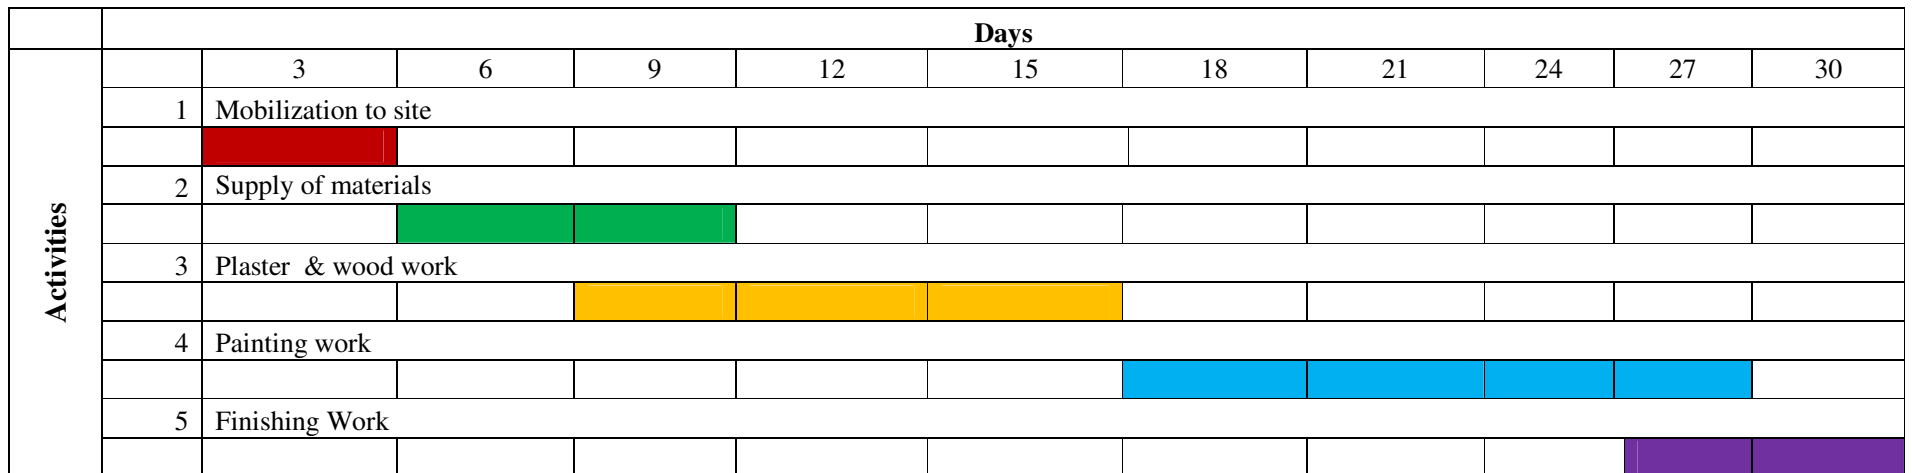 Days
3 6 9 12 15 18 21 24 27 30
Activities
1 Mobilization to site
2 Supply of materials
3 Plaster & wood work
4 Painting work
5 Finishing Work